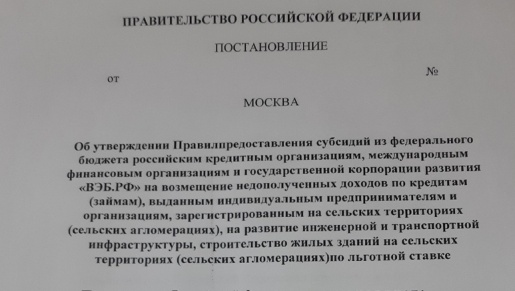 ПРАВИТЕЛЬСТВО РОССИЙСКОЙ ФЕДЕРАЦИИ
ПОСТАНОВЛЕНИЕ
от №
МОСКВА
Об утверждении Правилпредоставления субсидий из федерального
бюджета российским кредитным организациям, международным
финансовым организациям и государственной корпорации развития
«ВЭБ.РФ» на возмещение недополученных доходов по кредитам
(займам), выданным индивидуальным предпринимателям и
организациям, зарегистрированным на сельских территориях
(сельских агломерациях), на развитие инженерной и транспортной
инфраструктуры, строительство жилых зданий на сельских
территориях (сельских агломерациях)по льготной ставке